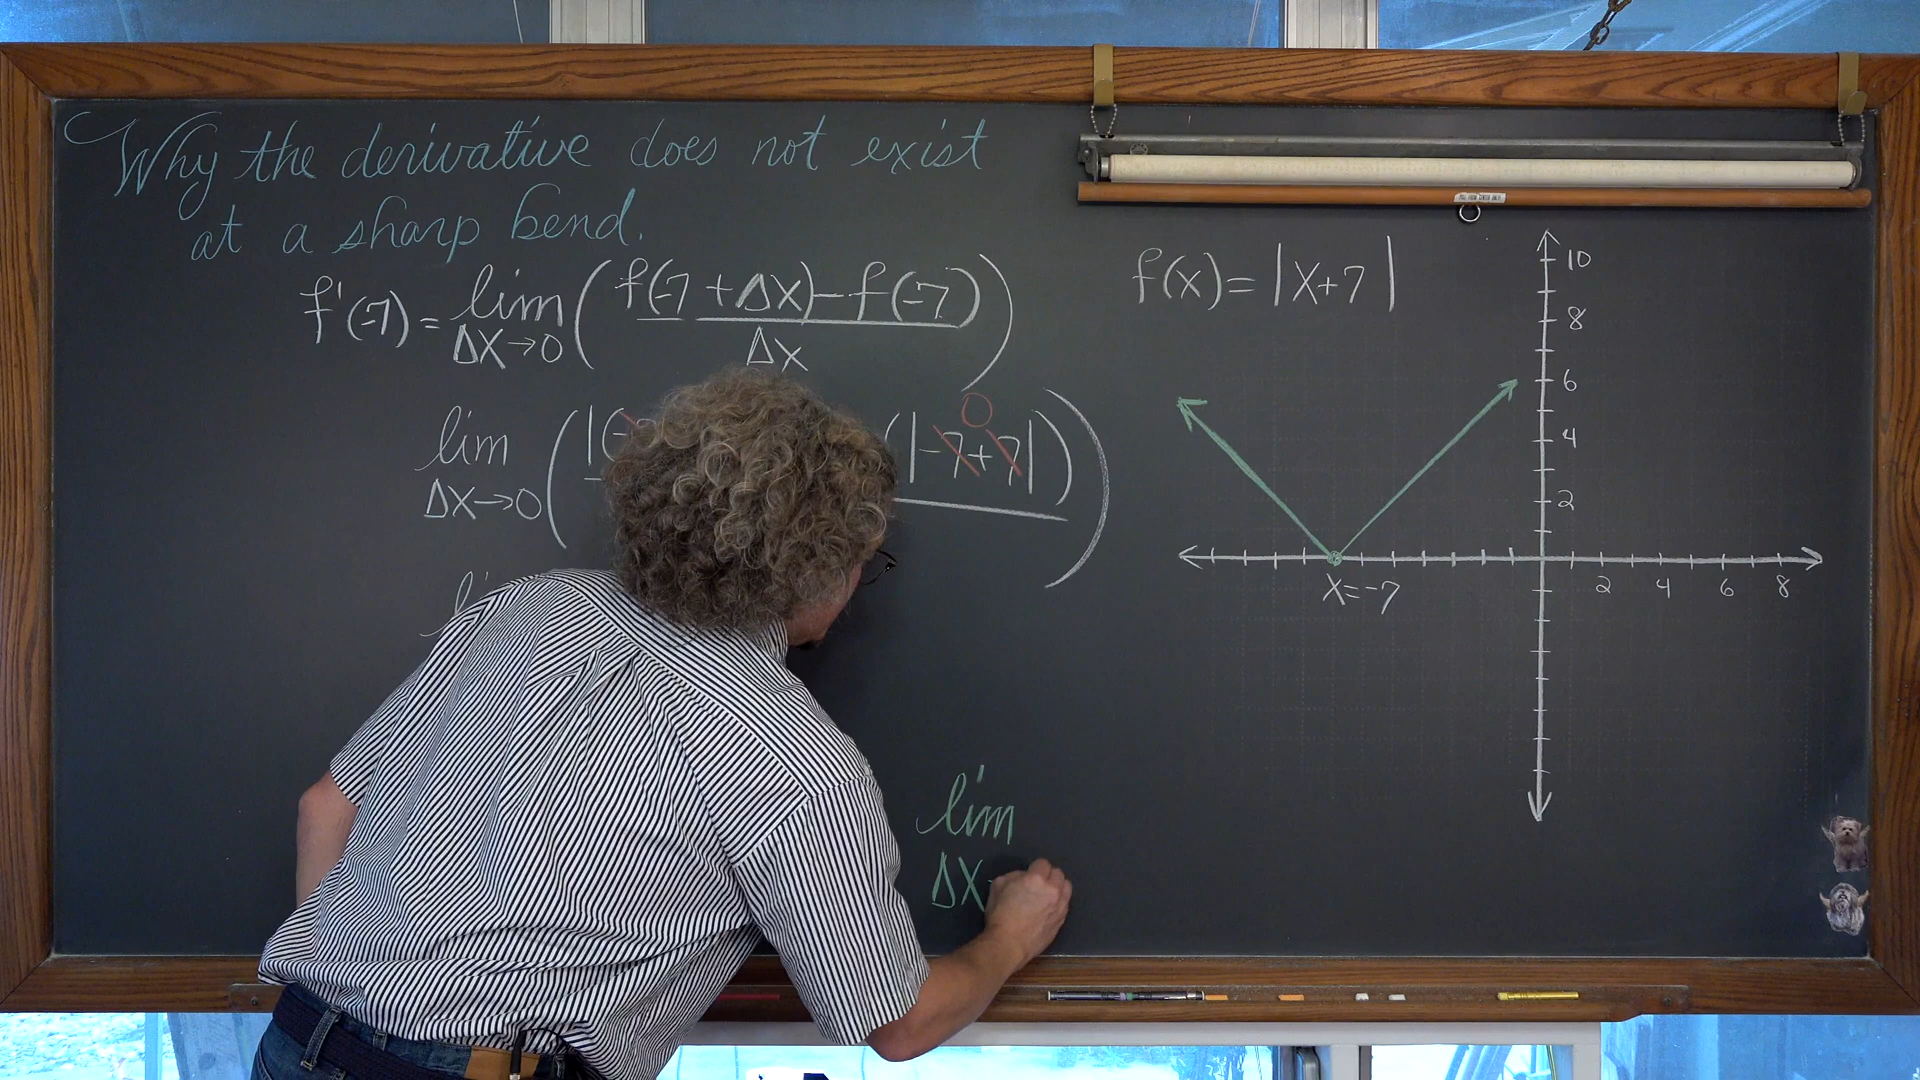 Why the derivative does not exist
at a sharp bend.
f'(-7) = lim ( f(-7 + ΔX) - f(-7) )
ΔX→0 ΔX
lim ( |(- (|-7+7|) )
0
ΔX→0
lim
ΔX
f(x) = |X+7|
10
8
6
4
2
X=-7
2 4 6 8